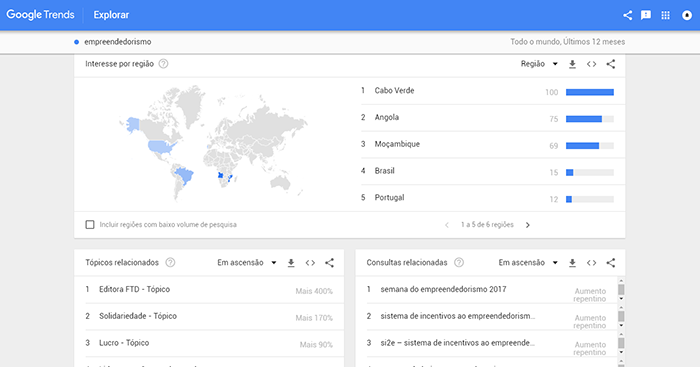 Google Trends Explorar
empreendedorismo Todo o mundo, Últimos 12 meses
Interesse por região Região
1 Cabo Verde 100
2 Angola 75
3 Moçambique 69
4 Brasil 15
5 Portugal 12
Incluir regiões com baixo volume de pesquisa 1 a 5 de 6 regiões
Tópicos relacionados Em ascensão
1 Editora FTD - Tópico Mais 400%
2 Solidariedade - Tópico Mais 170%
3 Lucro - Tópico Mais 90%
Consultas relacionadas Em ascensão
1 semana do empreendedorismo 2017 Aumento repentino
2 sistema de incentivos ao empreendedorism... Aumento repentino
3 si2e – sistema de incentivos ao empreende... Aumento repentino